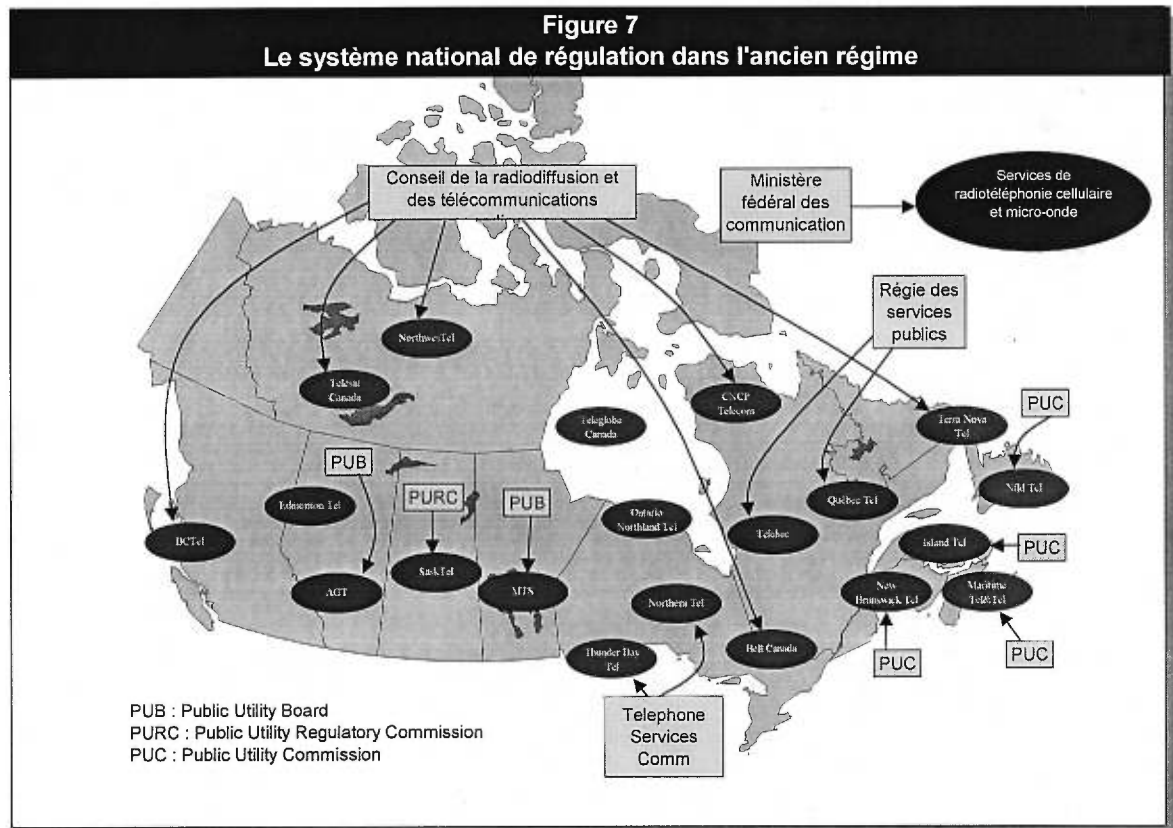 Figure 7
Le système national de régulation dans l'ancien régime
Conseil de la radiodiffusion et
des télécommunications
Ministère
fédéral des
communication
Services de
radiotéléphonie cellulaire
et micro-onde
Régie des
services
publics
NorthwesTel
Telesat
Canada
CNCP
Telecom
Teleglobe
Canada
Terra Nova
Tel
PUC
Nfld Tel
PUB
Edmonton Tel
PURC
PUB
Ontario
Northland Tel
Québec Tel
Telebec
BCTel
Island Tel
PUC
SaskTel
AGT
MTS
Northern Tel
New
Brunswick Tel
Maritime
Tel&Tel
Bell Canada
Thunder Bay
Tel
PUC
PUC
Telephone
Services
Comm
PUB : Public Utility Board
PURC : Public Utility Regulatory Commission
PUC : Public Utility Commission